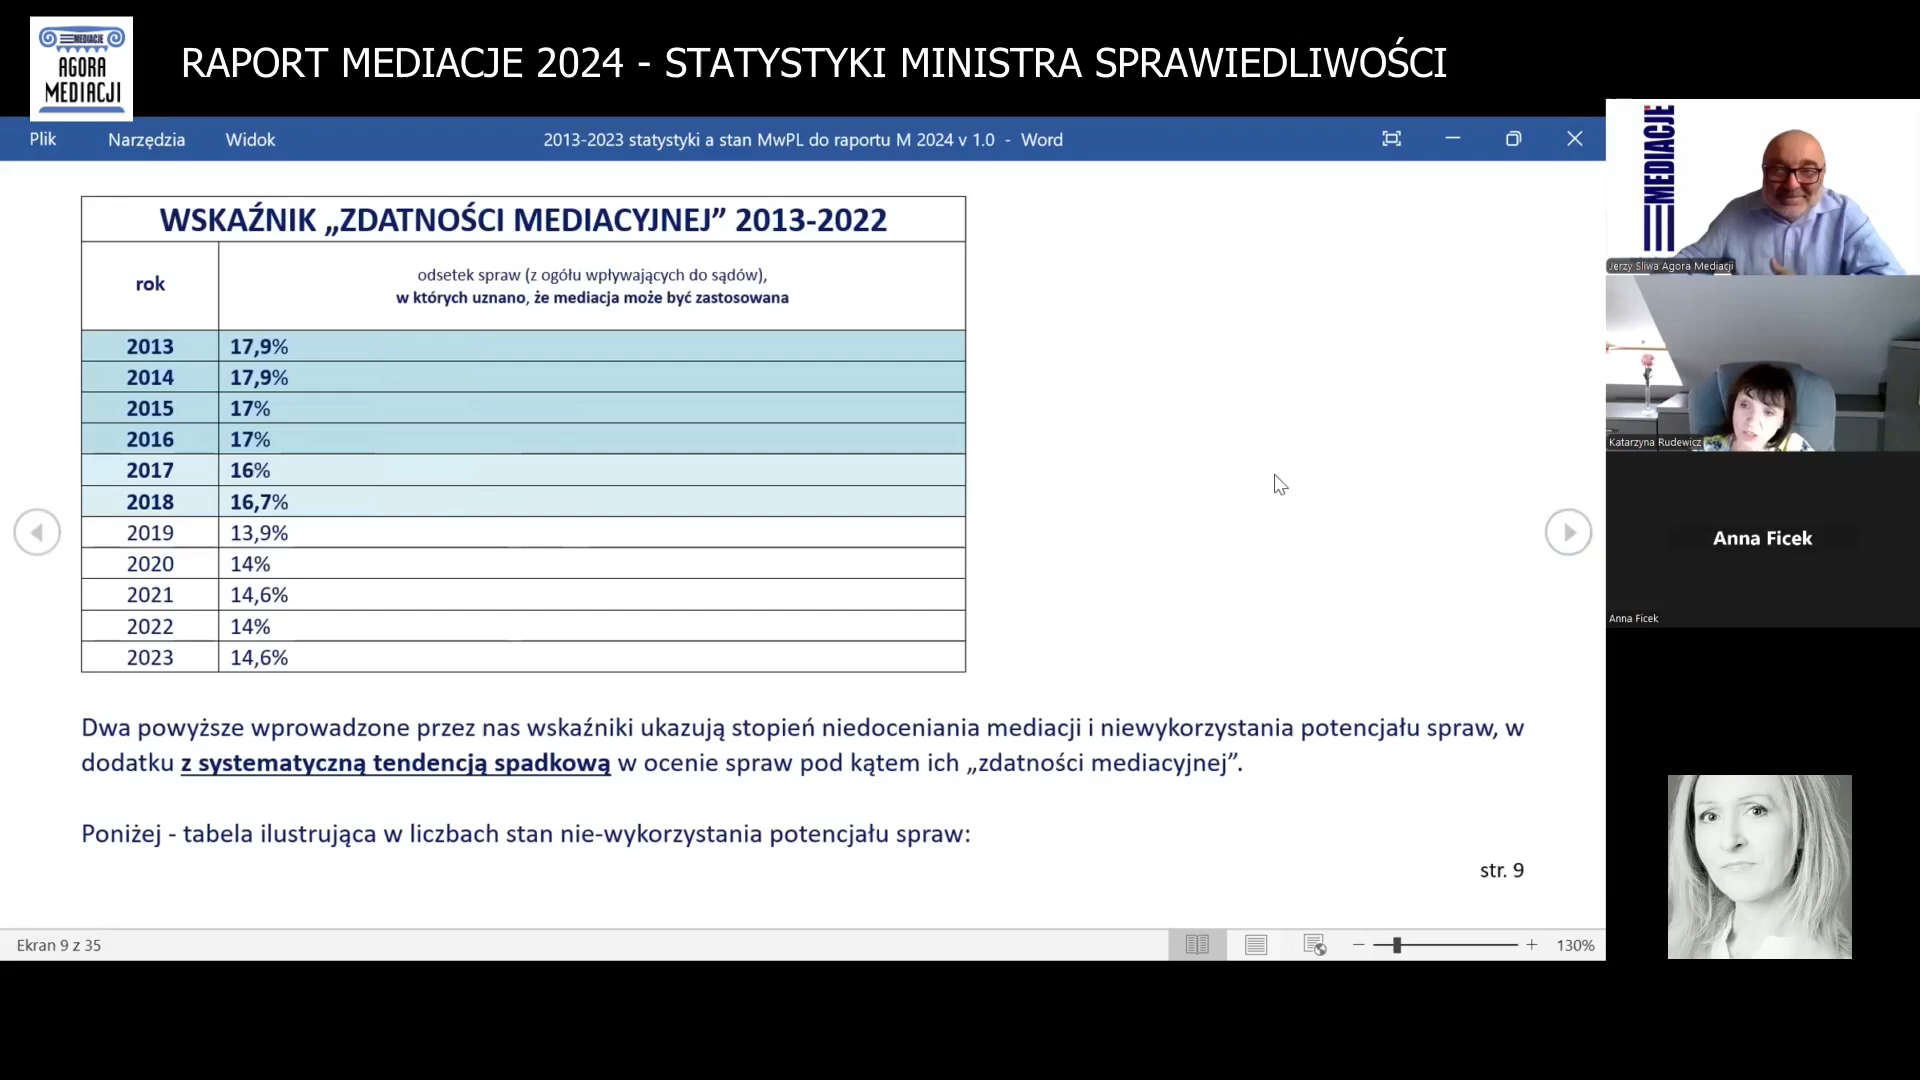 MEDIACJE
AGORA
MEDIACJI
RAPORT MEDIACJE 2024 - STATYSTYKI MINISTRA SPRAWIEDLIWOŚCI
Plik Narzędzia Widok 2013-2023 statystyki a stan MwPL do raportu M 2024 v 1.0 - Word
WSKAŹNIK „ZDATNOŚCI MEDIACYJNEJ” 2013-2022
rok
odsetek spraw (z ogółu wpływających do sądów),
w których uznano, że mediacja może być zastosowana
2013 17,9%
2014 17,9%
2015 17%
2016 17%
2017 16%
2018 16,7%
2019 13,9%
2020 14%
2021 14,6%
2022 14%
2023 14,6%
Dwa powyższe wprowadzone przez nas wskaźniki ukazują stopień niedoceniania mediacji i niewykorzystania potencjału spraw, w
dodatku z systematyczną tendencją spadkową w ocenie spraw pod kątem ich „zdatności mediacyjnej”.
Poniżej - tabela ilustrująca w liczbach stan nie-wykorzystania potencjału spraw:
str. 9
Ekran 9 z 35
130%
MEDIACJE
Jerzy Śliwa Agora Mediacji
Katarzyna Rudewicz
Anna Ficek
Anna Ficek